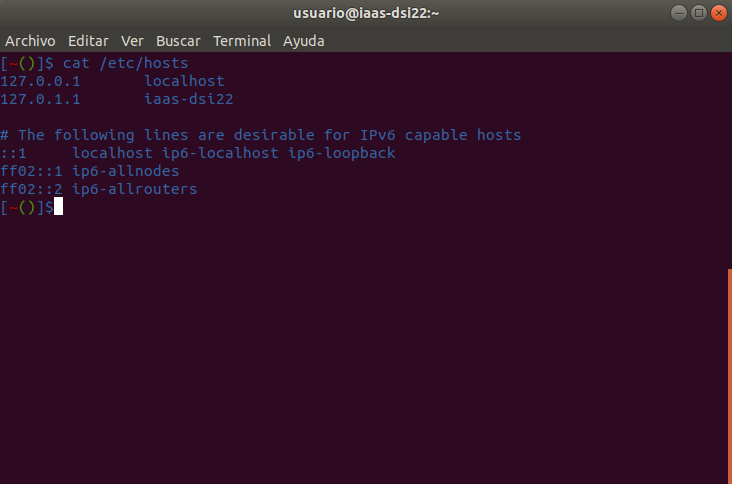 usuario@iaas-dsi22:~
Archivo Editar Ver Buscar Terminal Ayuda
[~()]$ cat /etc/hosts
127.0.0.1       localhost
127.0.1.1       iaas-dsi22
# The following lines are desirable for IPv6 capable hosts
::1     localhost ip6-localhost ip6-loopback
ff02::1 ip6-allnodes
ff02::2 ip6-allrouters
[~()]$